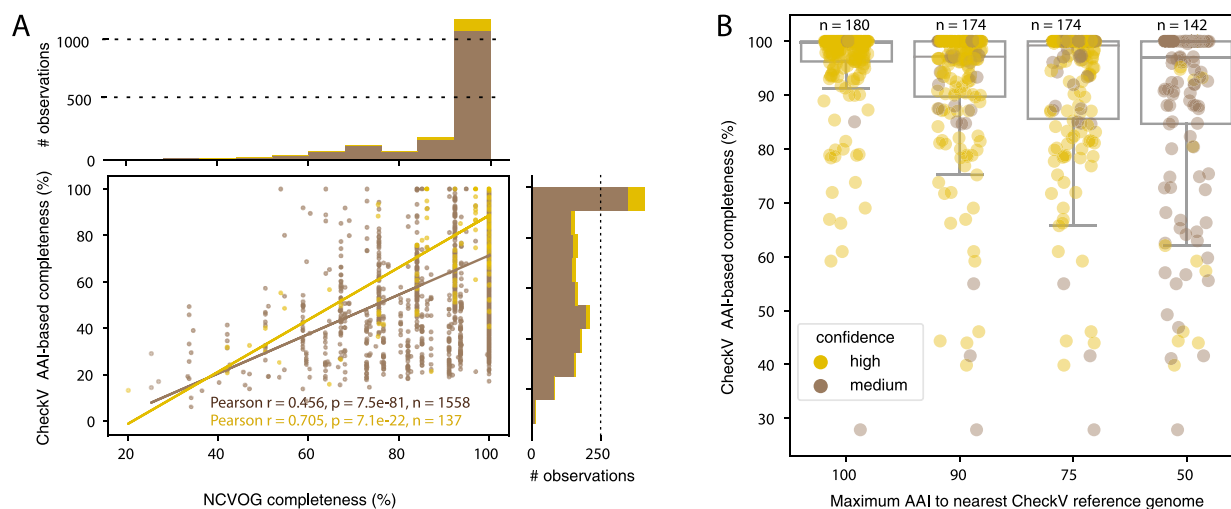 A
# observations
1000
500
0
CheckV AAI-based completeness (%)
100
80
60
40
20
0
Pearson r = 0.456, p = 7.5e-81, n = 1558
Pearson r = 0.705, p = 7.1e-22, n = 137
20
40
60
80
100
NCVOG completeness (%)
0
250
# observations
B
n = 180
n = 174
n = 174
n = 142
CheckV AAI-based completeness (%)
100
90
80
70
60
50
40
30
confidence
high
medium
100
90
75
50
Maximum AAI to nearest CheckV reference genome